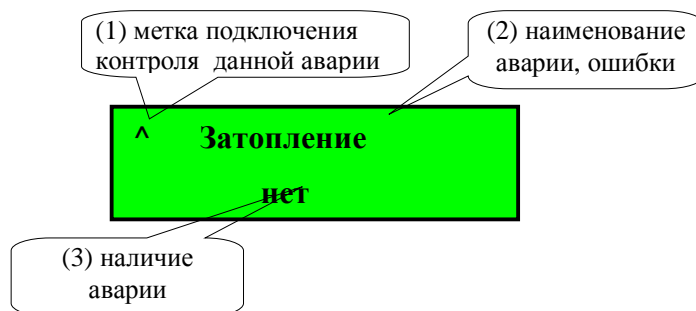 (1) метка подключения
контроля данной аварии
(2) наименование
аварии, ошибки
^ Затопление
нет
(3) наличие
аварии